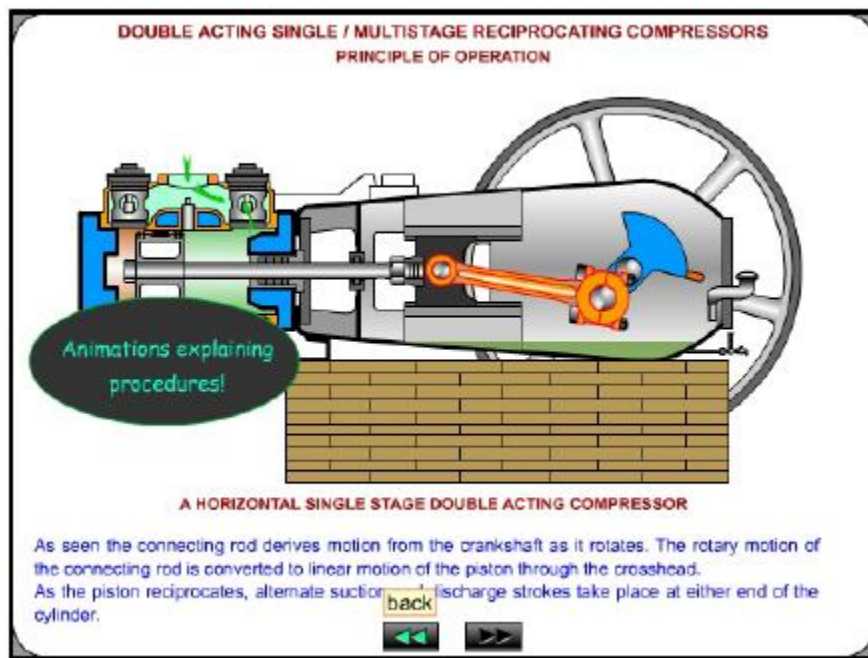 DOUBLE ACTING SINGLE / MULTISTAGE RECIPROCATING COMPRESSORS
PRINCIPLE OF OPERATION
Animations explaining
procedures!
A HORIZONTAL SINGLE STAGE DOUBLE ACTING COMPRESSOR
As seen the connecting rod derives motion from the crankshaft as it rotates. The rotary motion of
the connecting rod is converted to linear motion of the piston through the crosshead.
As the piston reciprocates, alternate suction discharge strokes take place at either end of the
cylinder.
back